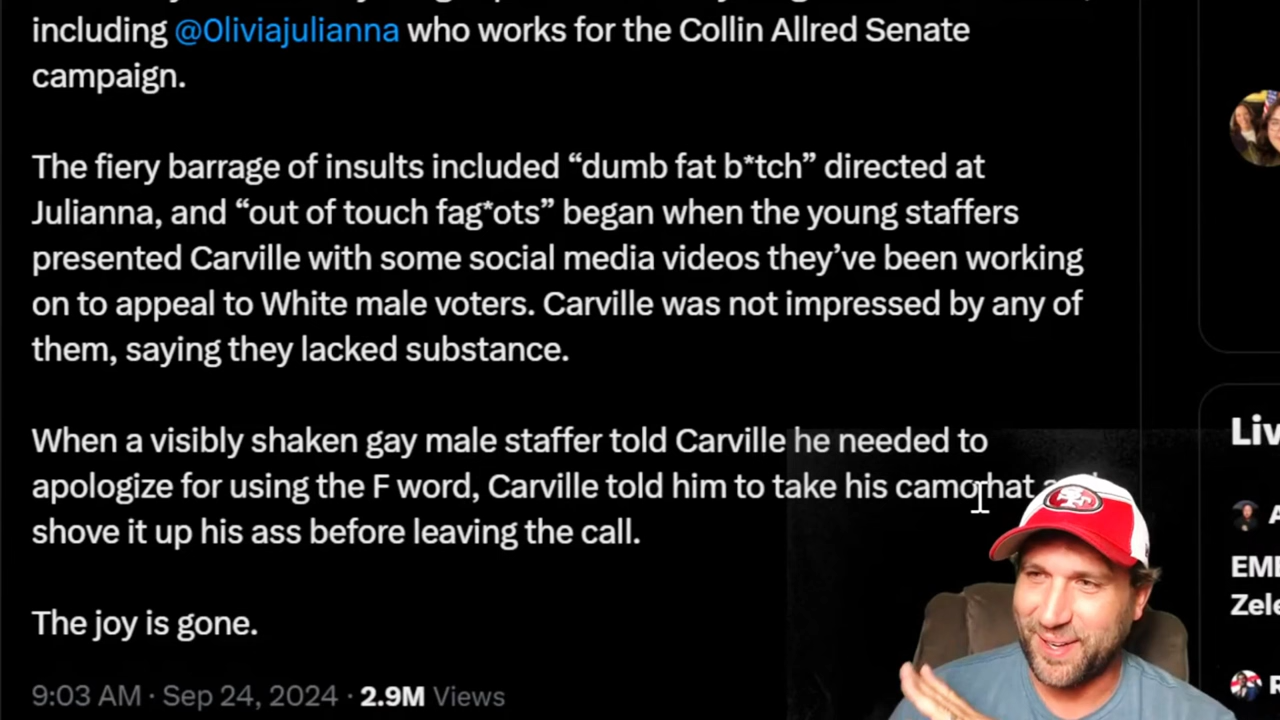 including @Oliviajulianna who works for the Collin Allred Senate
campaign.
The fiery barrage of insults included “dumb fat b*tch” directed at
Julianna, and “out of touch fag*ots” began when the young staffers
presented Carville with some social media videos they’ve been working
on to appeal to White male voters. Carville was not impressed by any of
them, saying they lacked substance.
When a visibly shaken gay male staffer told Carville he needed to
apologize for using the F word, Carville told him to take his camo hat
shove it up his ass before leaving the call.
The joy is gone.
9:03 AM · Sep 24, 2024 · 2.9M Views
SF